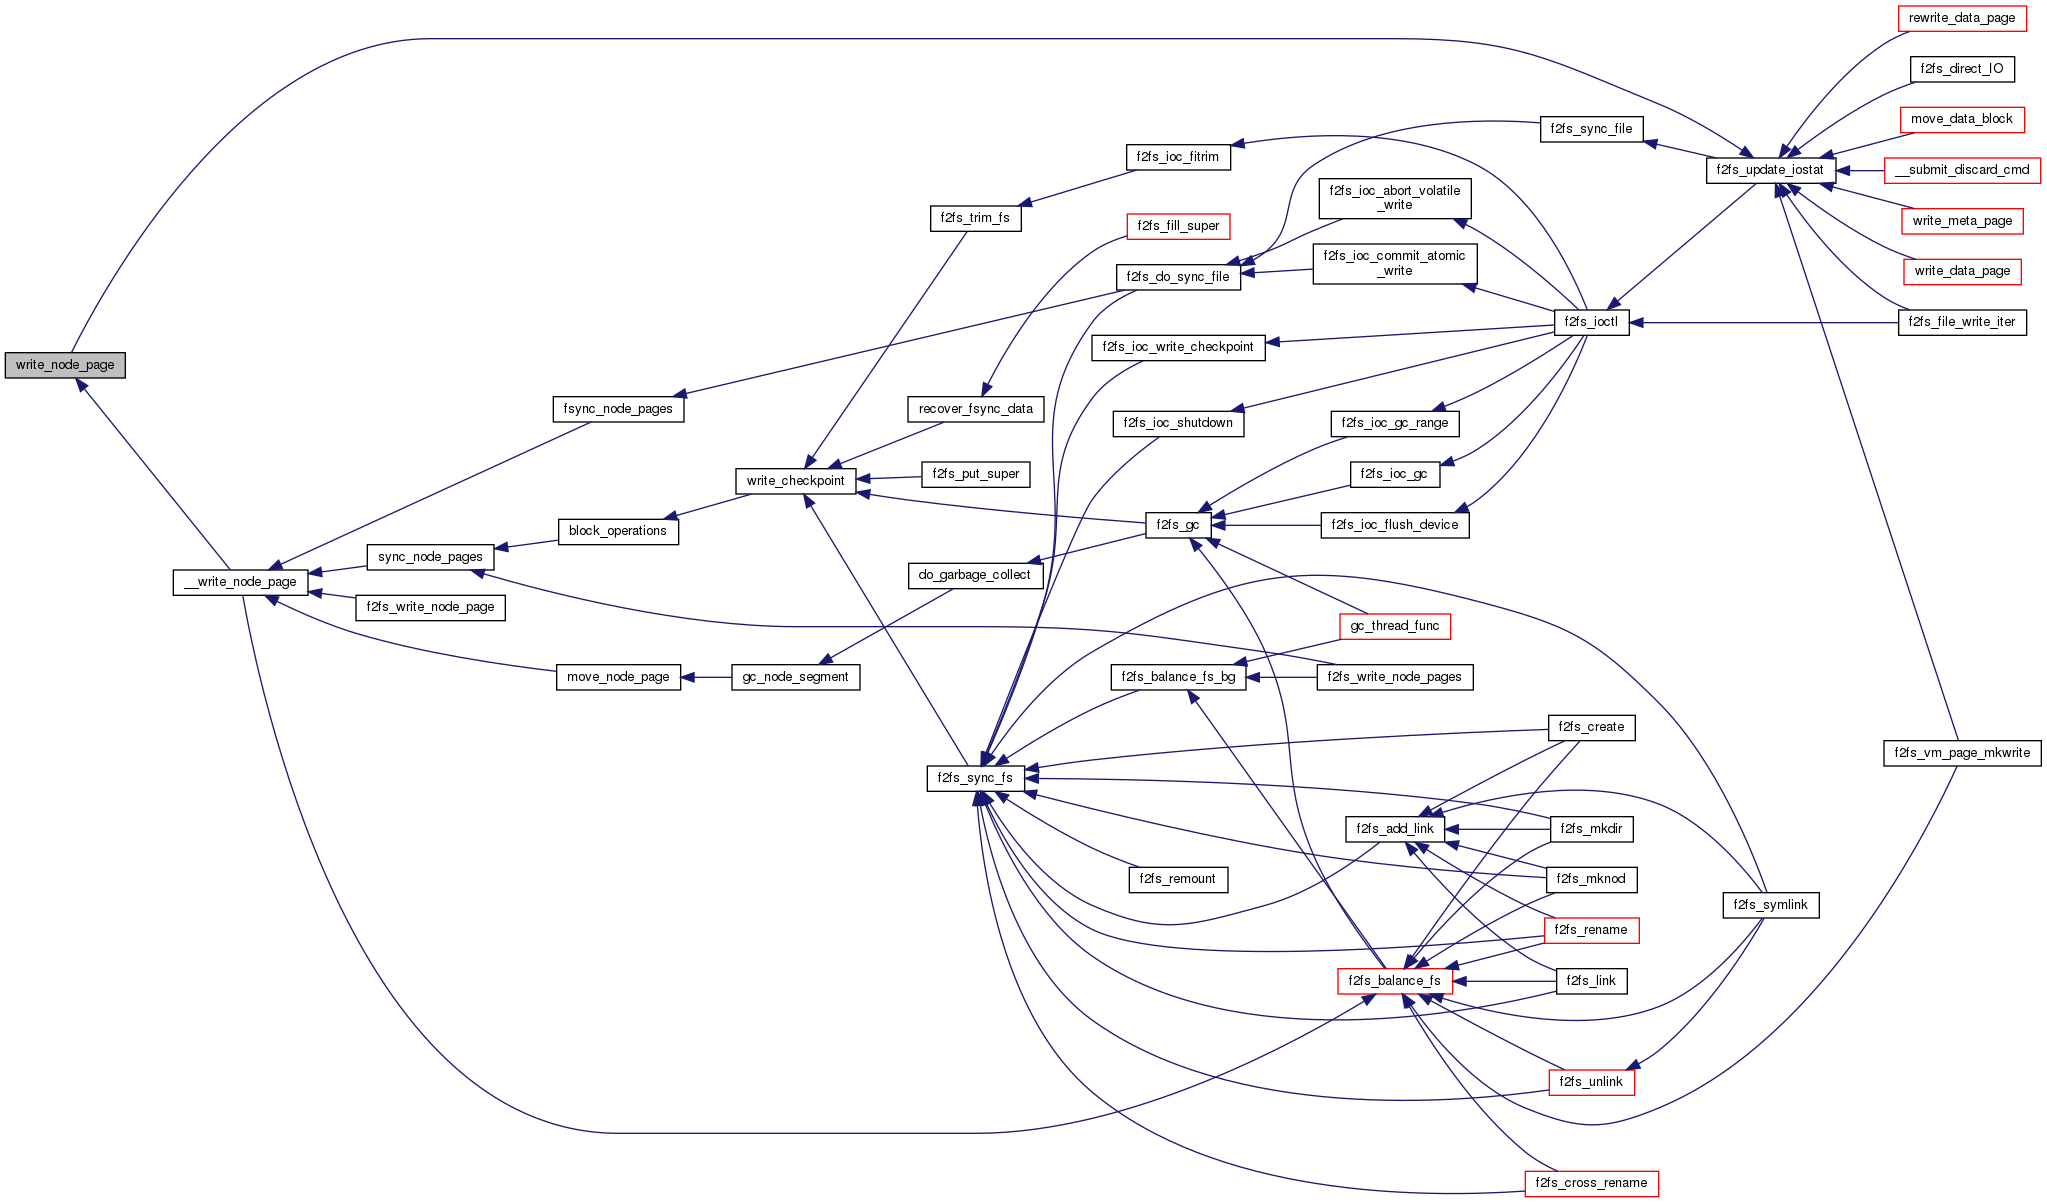 write_node_page
__write_node_page
fsync_node_pages
sync_node_pages
f2fs_write_node_page
move_node_page
block_operations
write_checkpoint
gc_node_segment
f2fs_trim_fs
recover_fsync_data
f2fs_put_super
do_garbage_collect
f2fs_sync_fs
f2fs_ioc_fitrim
f2fs_fill_super
f2fs_do_sync_file
f2fs_ioc_write_checkpoint
f2fs_ioc_shutdown
f2fs_gc
f2fs_balance_fs_bg
f2fs_remount
f2fs_ioc_abort_volatile
_write
f2fs_ioc_commit_atomic
_write
f2fs_ioc_gc_range
f2fs_ioc_gc
f2fs_ioc_flush_device
gc_thread_func
f2fs_write_node_pages
f2fs_add_link
f2fs_balance_fs
f2fs_sync_file
f2fs_ioctl
f2fs_create
f2fs_mkdir
f2fs_mknod
f2fs_rename
f2fs_link
f2fs_unlink
f2fs_cross_rename
f2fs_update_iostat
f2fs_symlink
rewrite_data_page
f2fs_direct_IO
move_data_block
__submit_discard_cmd
write_meta_page
write_data_page
f2fs_file_write_iter
f2fs_vm_page_mkwrite